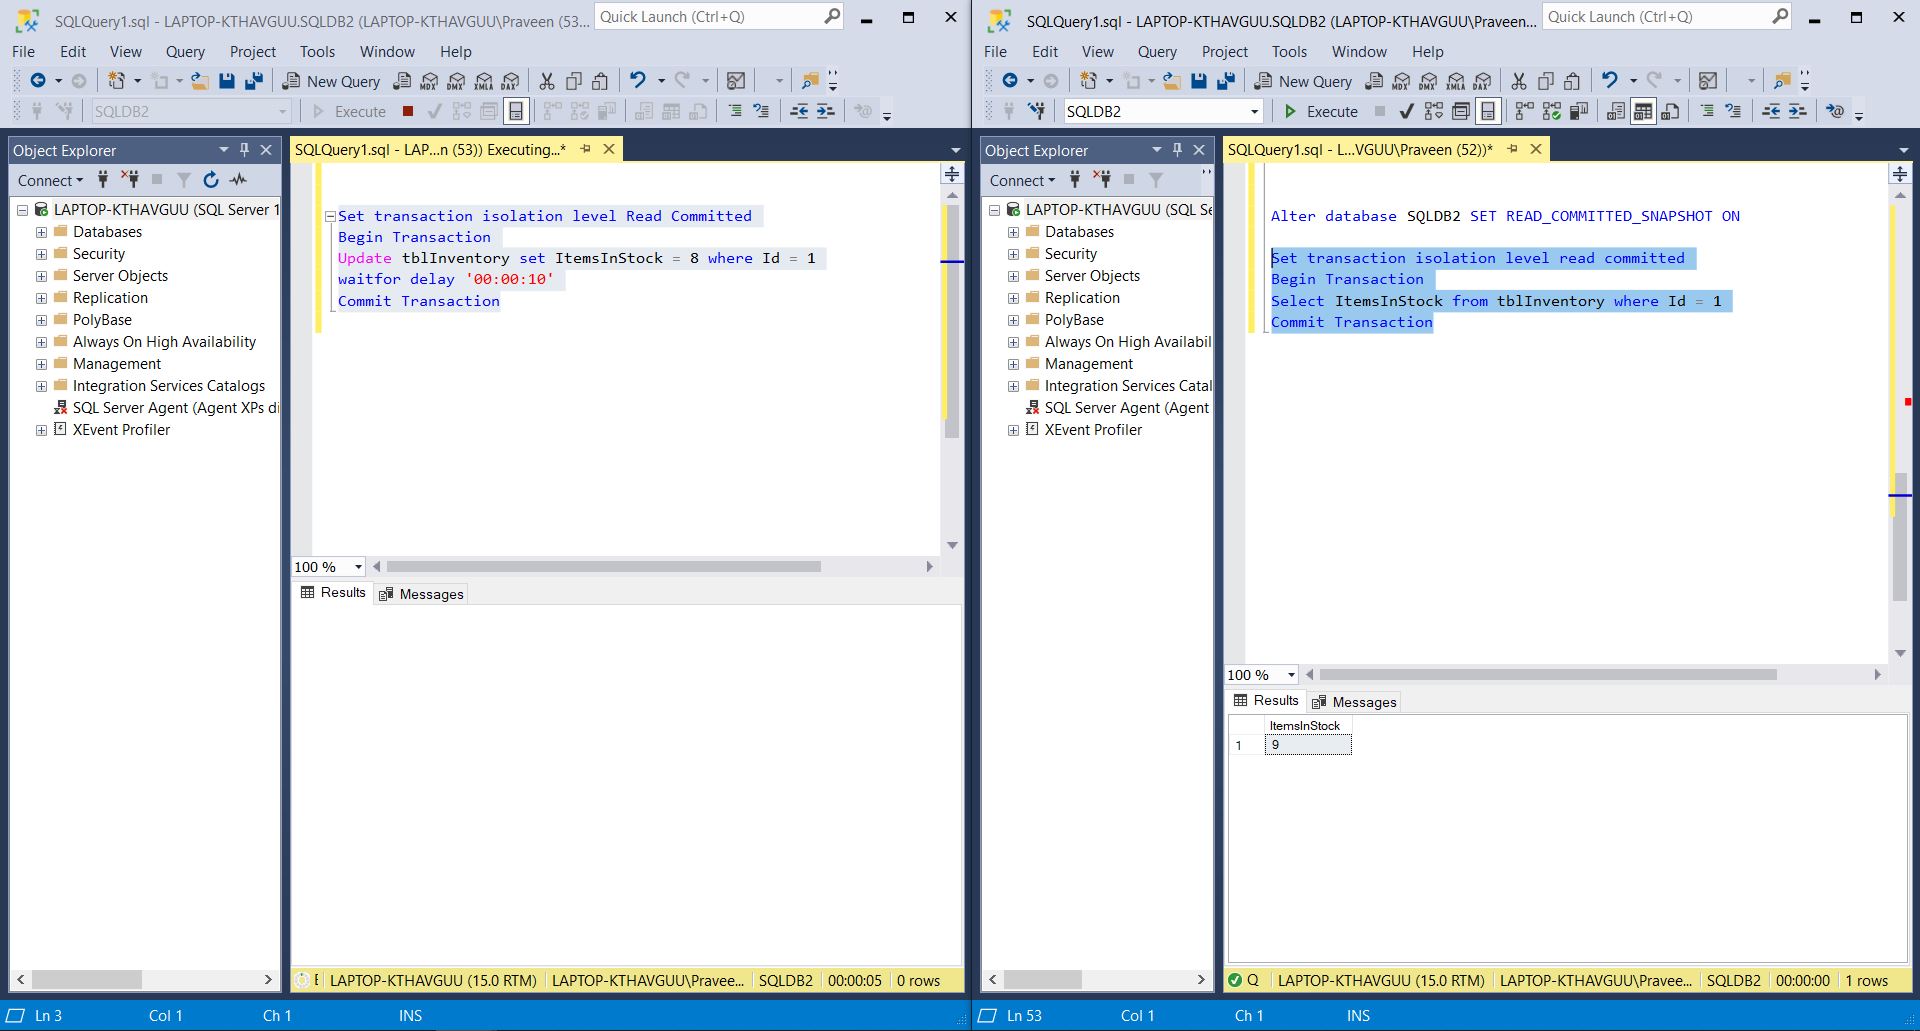 SQLQuery1.sql - LAPTOP-KTHAVGUU.SQLDB2 (LAPTOP-KTHAVGUU\Praveen (53...
Quick Launch (Ctrl+Q)
File Edit View Query Project Tools Window Help
New Query
MDX DMX XMLA DAX
SQLDB2
Execute
Object Explorer
Connect
LAPTOP-KTHAVGUU (SQL Server 1
Databases
Security
Server Objects
Replication
PolyBase
Always On High Availability
Management
Integration Services Catalogs
SQL Server Agent (Agent XPs di
XEvent Profiler
SQLQuery1.sql - LAP...n (53)) Executing...*
Set transaction isolation level Read Committed
Begin Transaction
Update tblInventory set ItemsInStock = 8 where Id = 1
waitfor delay '00:00:10'
Commit Transaction
100 %
Results
Messages
E LAPTOP-KTHAVGUU (15.0 RTM) LAPTOP-KTHAVGUU\Pravee... SQLDB2 00:00:05 0 rows
Ln 3 Col 1 Ch 1 INS
SQLQuery1.sql - LAPTOP-KTHAVGUU.SQLDB2 (LAPTOP-KTHAVGUU\Praveen...
Quick Launch (Ctrl+Q)
File Edit View Query Project Tools Window Help
New Query
MDX DMX XMLA DAX
SQLDB2
Execute
Object Explorer
Connect
LAPTOP-KTHAVGUU (SQL Se
Databases
Security
Server Objects
Replication
PolyBase
Always On High Availabil
Management
Integration Services Catal
SQL Server Agent (Agent
XEvent Profiler
SQLQuery1.sql - L...VGUU\Praveen (52))*
Alter database SQLDB2 SET READ_COMMITTED_SNAPSHOT ON
Set transaction isolation level read committed
Begin Transaction
Select ItemsInStock from tblInventory where Id = 1
Commit Transaction
100 %
Results
Messages
ItemsInStock
1 9
Q LAPTOP-KTHAVGUU (15.0 RTM) LAPTOP-KTHAVGUU\Pravee... SQLDB2 00:00:00 1 rows
Ln 53 Col 1 Ch 1 INS